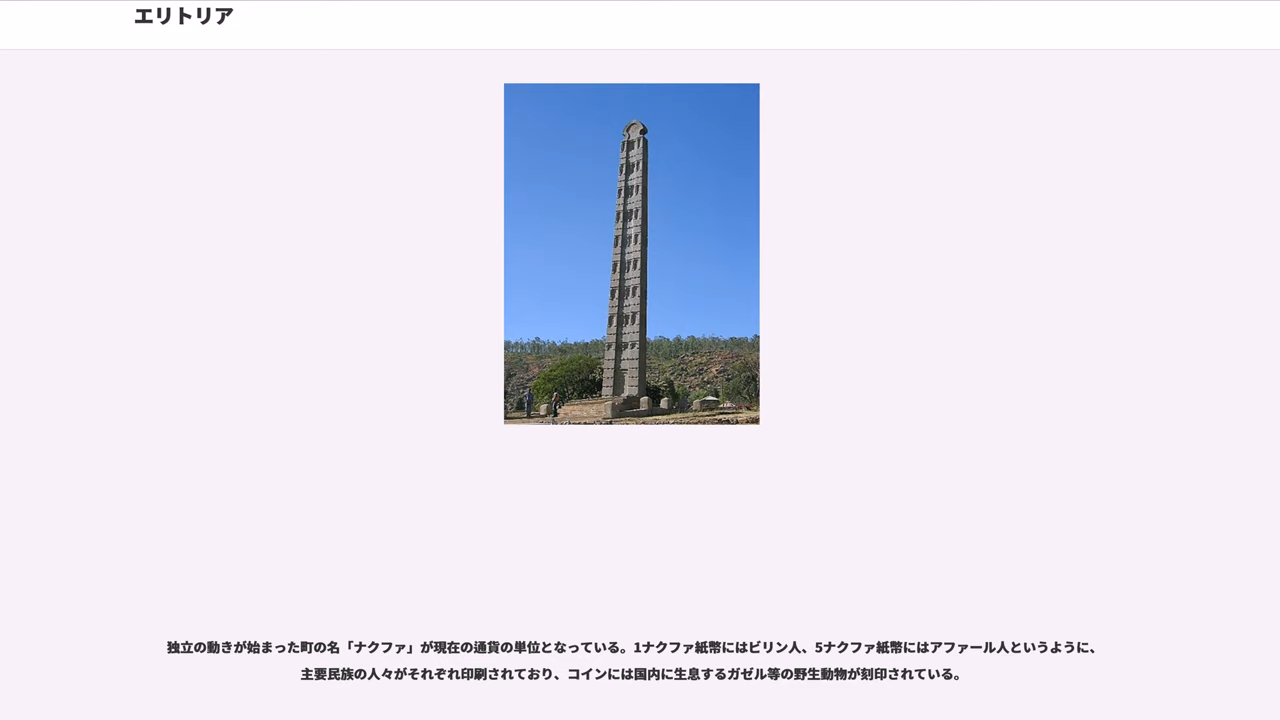 エリトリア
独立の動きが始まった町の名「ナクファ」が現在の通貨の単位となっている。1ナクファ紙幣にはビリン人、5ナクファ紙幣にはアファール人というように、
主要民族の人々がそれぞれ印刷されており、コインには国内に生息するガゼル等の野生動物が刻印されている。